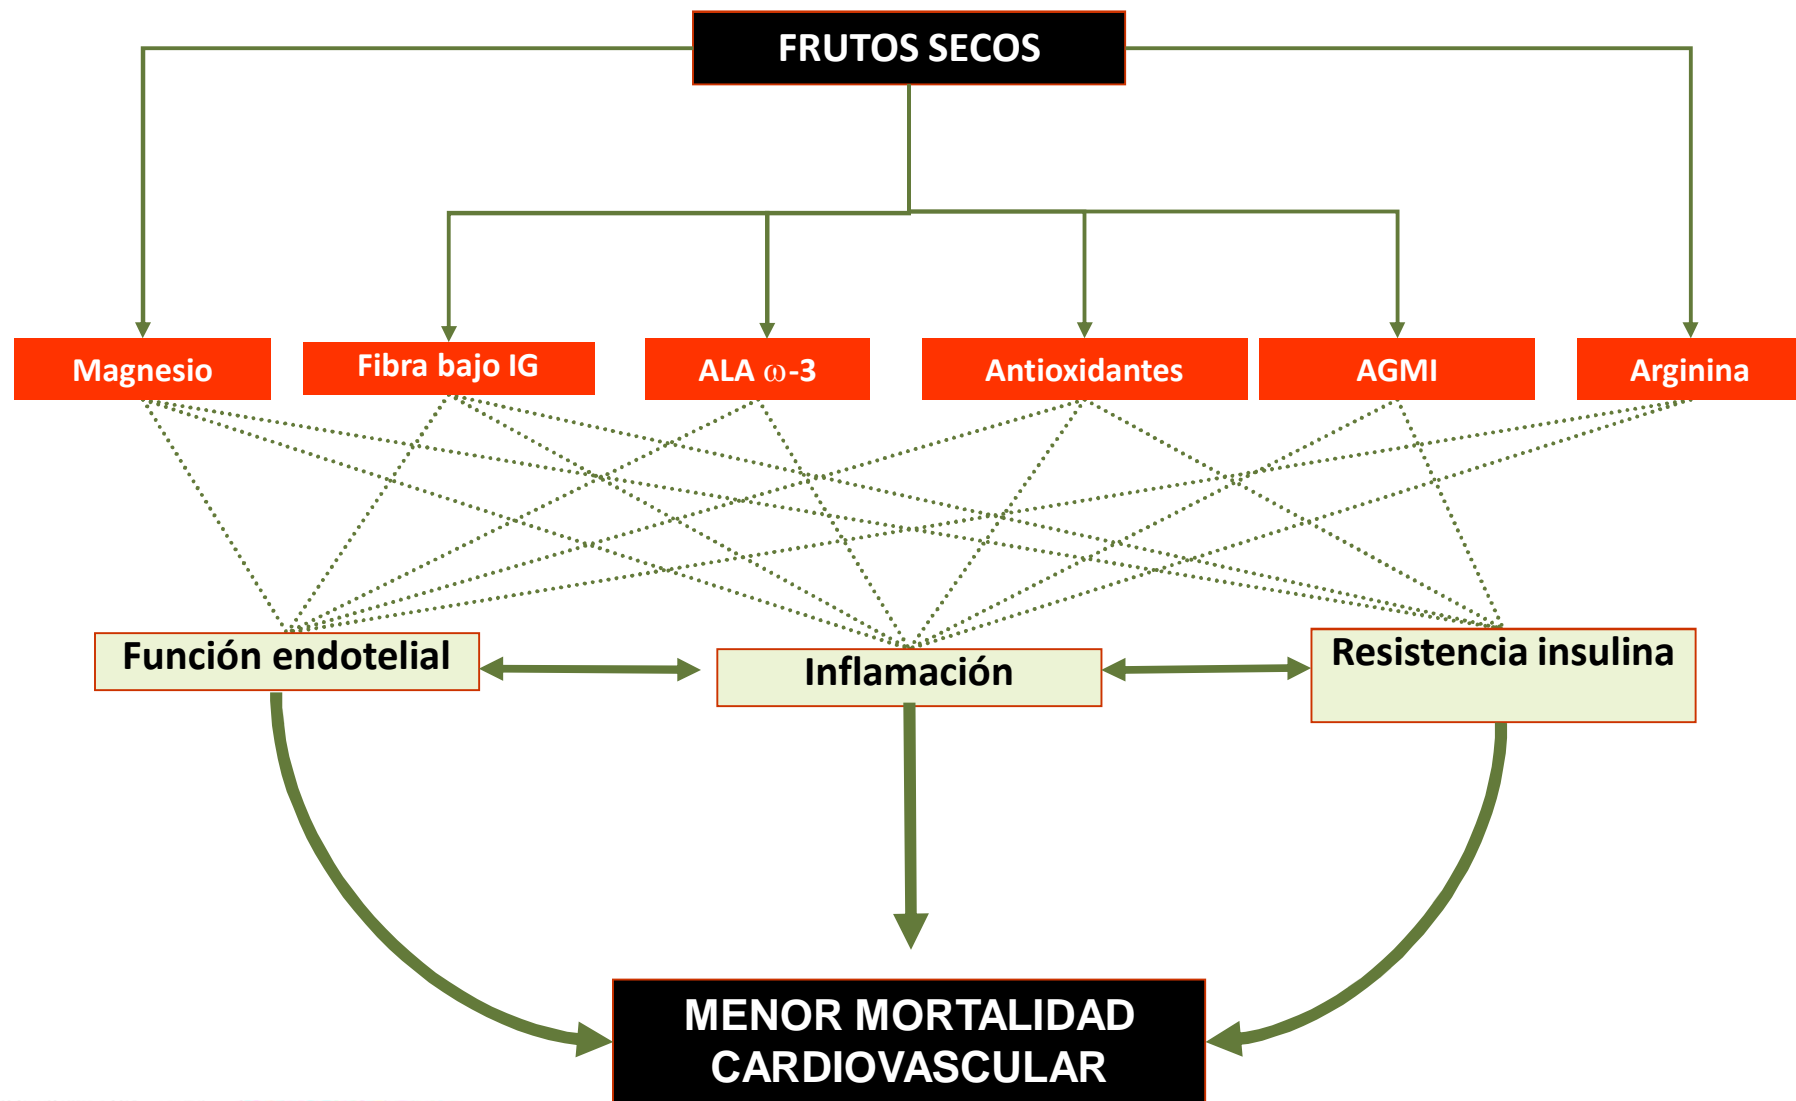 FRUTOS SECOS
Magnesio
Fibra bajo IG
ALA ω-3
Antioxidantes
AGMI
Arginina
Función endotelial
Inflamación
Resistencia insulina
MENOR MORTALIDAD
CARDIOVASCULAR